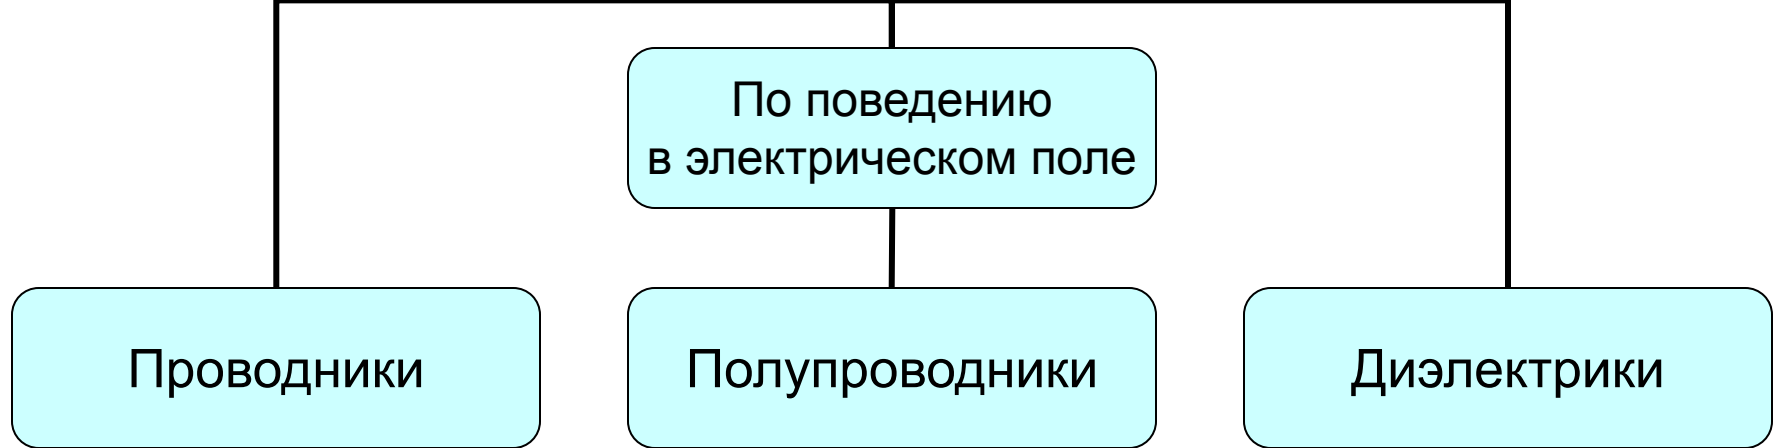 По поведению
в электрическом поле
Проводники
Полупроводники
Диэлектрики